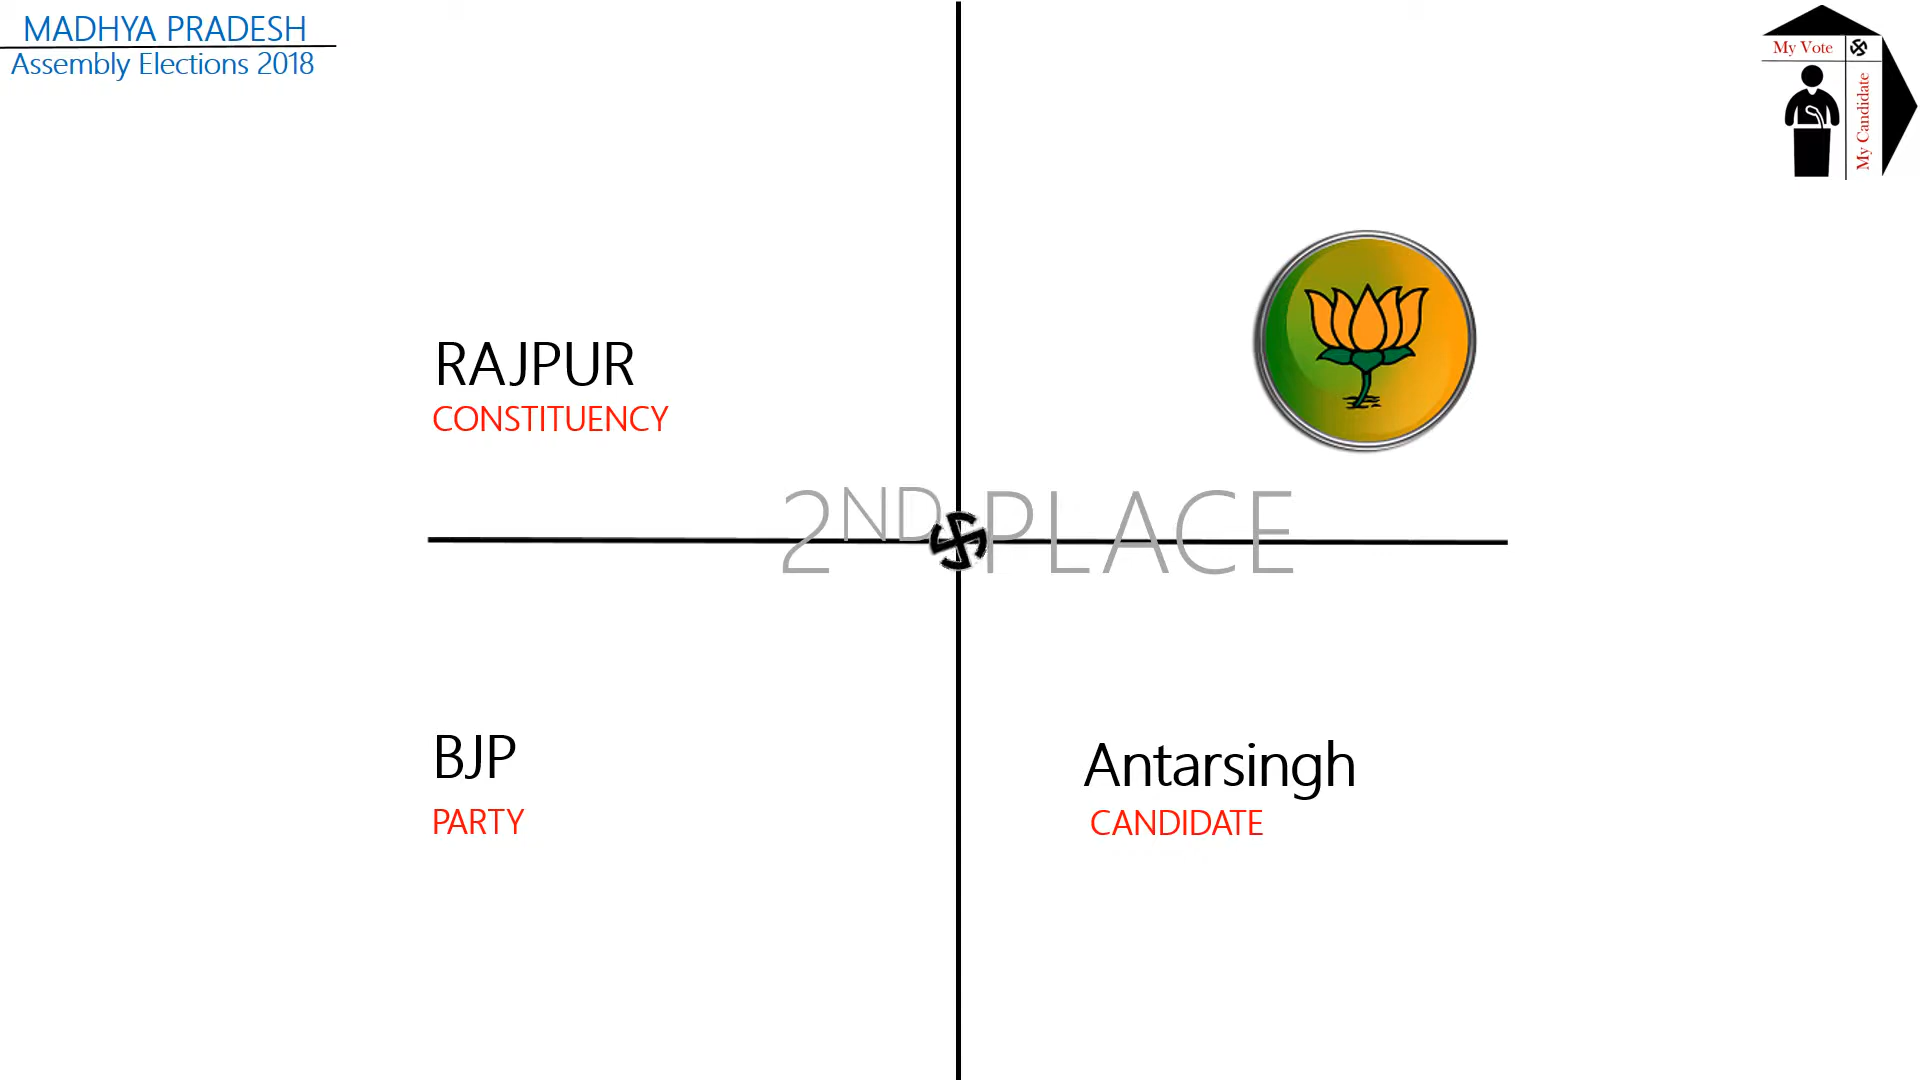 MADHYA PRADESH
Assembly Elections 2018
My Vote
My Candidate
RAJPUR
CONSTITUENCY
2ND PLACE
BJP
PARTY
Antarsingh
CANDIDATE